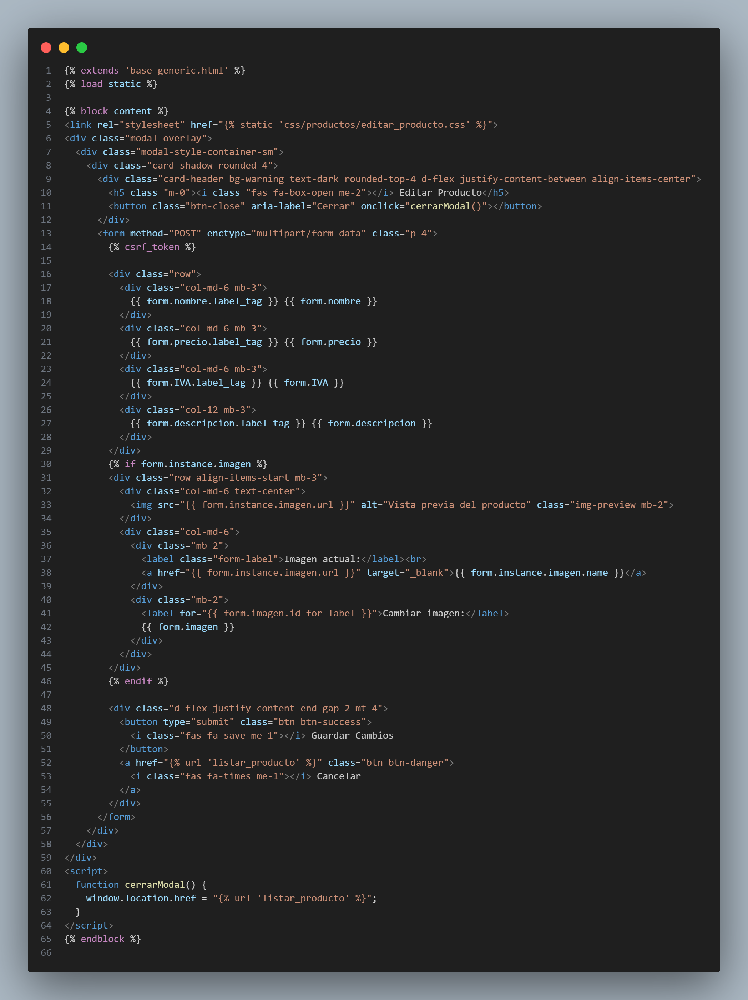 1 {% extends 'base_generic.html' %}
2 {% load static %}
3
4 {% block content %}
5 <link rel="stylesheet" href="{% static 'css/productos/editar_producto.css' %}">
6 <div class="modal-overlay">
7   <div class="modal-style-container-sm">
8     <div class="card shadow rounded-4">
9       <div class="card-header bg-warning text-dark rounded-top-4 d-flex justify-content-between align-items-center">
10         <h5 class="m-0"><i class="fas fa-box-open me-2"></i> Editar Producto</h5>
11         <button class="btn-close" aria-label="Cerrar" onclick="cerrarModal()"></button>
12       </div>
13       <form method="POST" enctype="multipart/form-data" class="p-4">
14         {% csrf_token %}
15
16         <div class="row">
17           <div class="col-md-6 mb-3">
18             {{ form.nombre.label_tag }} {{ form.nombre }}
19           </div>
20           <div class="col-md-6 mb-3">
21             {{ form.precio.label_tag }} {{ form.precio }}
22           </div>
23           <div class="col-md-6 mb-3">
24             {{ form.IVA.label_tag }} {{ form.IVA }}
25           </div>
26           <div class="col-12 mb-3">
27             {{ form.descripcion.label_tag }} {{ form.descripcion }}
28           </div>
29         </div>
30         {% if form.instance.imagen %}
31         <div class="row align-items-start mb-3">
32           <div class="col-md-6 text-center">
33             <img src="{{ form.instance.imagen.url }}" alt="Vista previa del producto" class="img-preview mb-2">
34           </div>
35           <div class="col-md-6">
36             <div class="mb-2">
37               <label class="form-label">Imagen actual:</label><br>
38               <a href="{{ form.instance.imagen.url }}" target="_blank">{{ form.instance.imagen.name }}</a>
39             </div>
40             <div class="mb-2">
41               <label for="{{ form.imagen.id_for_label }}">Cambiar imagen:</label>
42               {{ form.imagen }}
43             </div>
44           </div>
45         </div>
46         {% endif %}
47
48         <div class="d-flex justify-content-end gap-2 mt-4">
49           <button type="submit" class="btn btn-success">
50             <i class="fas fa-save me-1"></i> Guardar Cambios
51           </button>
52           <a href="{% url 'listar_producto' %}" class="btn btn-danger">
53             <i class="fas fa-times me-1"></i> Cancelar
54           </a>
55         </div>
56       </form>
57     </div>
58   </div>
59 </div>
60 <script>
61   function cerrarModal() {
62     window.location.href = "{% url 'listar_producto' %}";
63   }
64 </script>
65 {% endblock %}
66